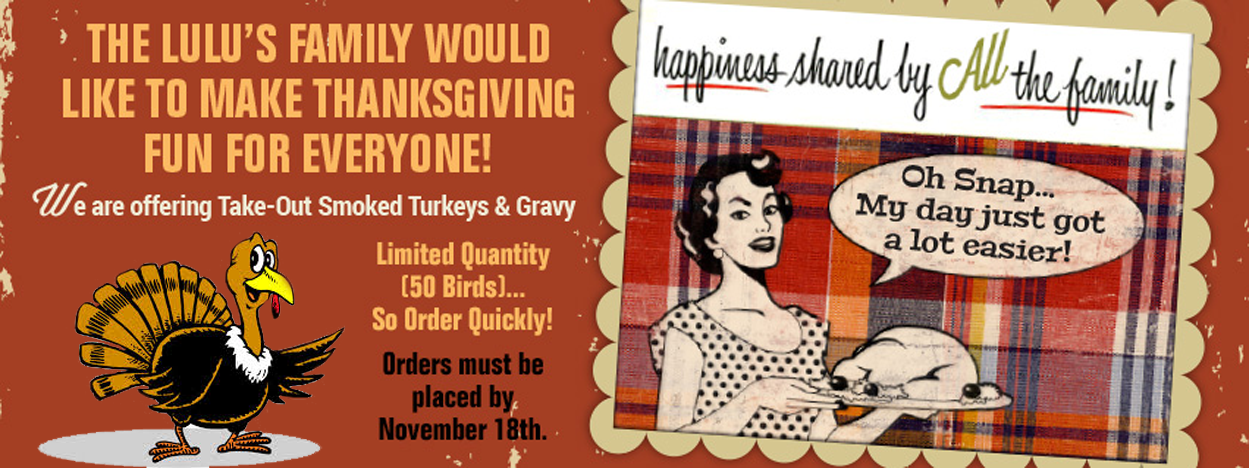 THE LULU'S FAMILY WOULD
LIKE TO MAKE THANKSGIVING
FUN FOR EVERYONE!
We are offering Take-Out Smoked Turkeys & Gravy
Limited Quantity
(50 Birds)...
So Order Quickly!
Orders must be
placed by
November 18th.
happiness shared by All the family!
Oh Snap...
My day just got
a lot easier!